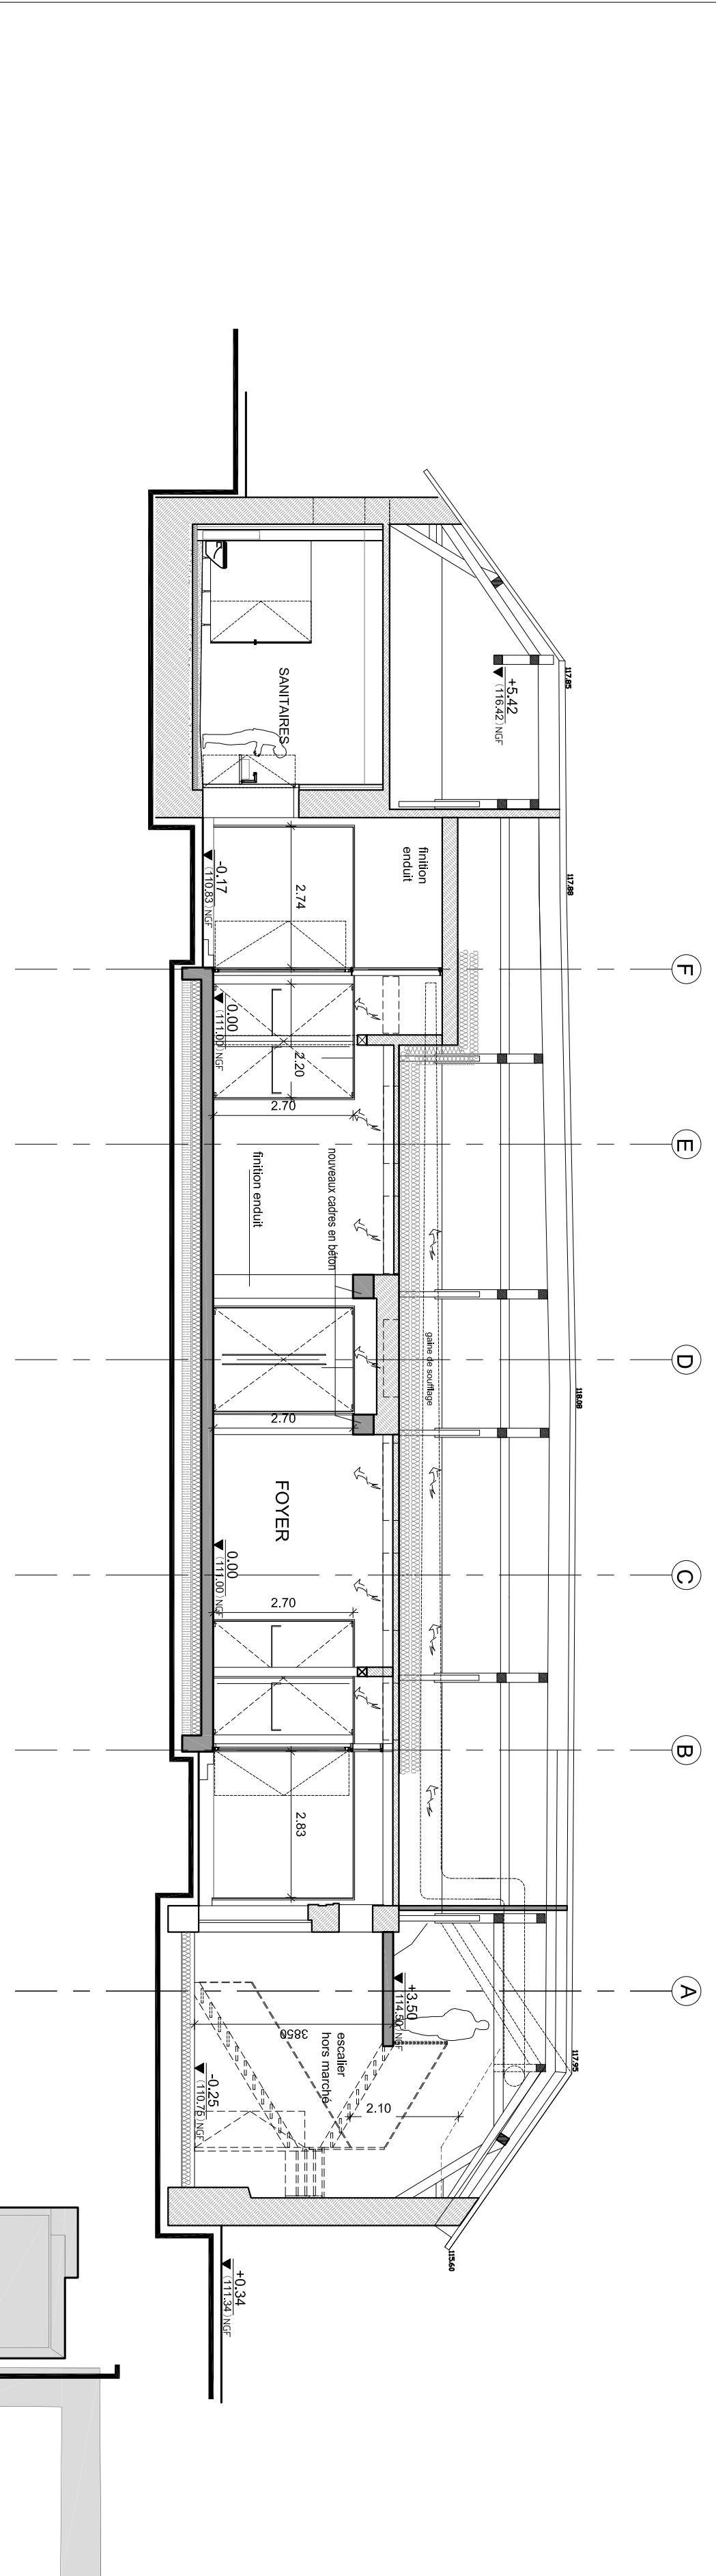 117.85
+5.42
(116.42) NGF
SANITAIRES
finition
enduit
117.88
-0.17
(110.83) NGF
2.74
F
0.00
(111.00) NGF
2.20
2.70
E
finition enduit
nouveaux cadres en béton
gaine de soufflage
D
118.08
2.70
FOYER
0.00
(111.00) NGF
C
2.70
B
2.83
A
+3.50
114.50) NGF
3850
escalier
hors marché
117.95
-0.25
(110.76) NGF
2.10
115.60
+0.34
(111.34) NGF